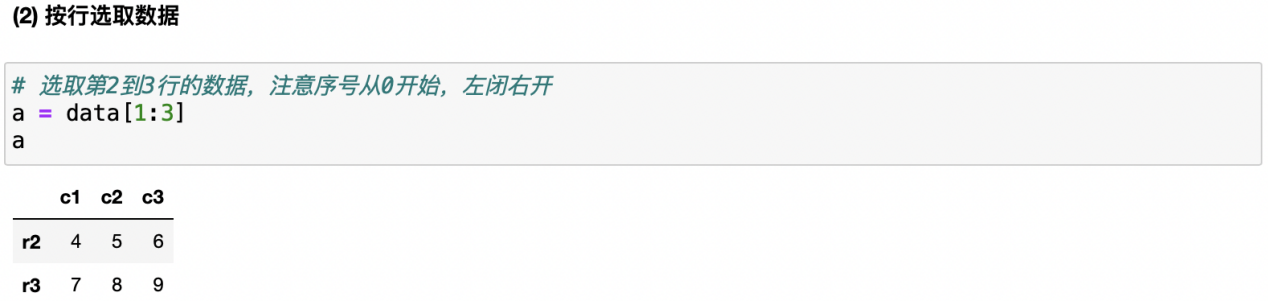 (2) 按行选取数据
# 选取第2到3行的数据，注意序号从0开始，左闭右开
a = data[1:3]
a
c1 c2 c3
r2 4 5 6
r3 7 8 9